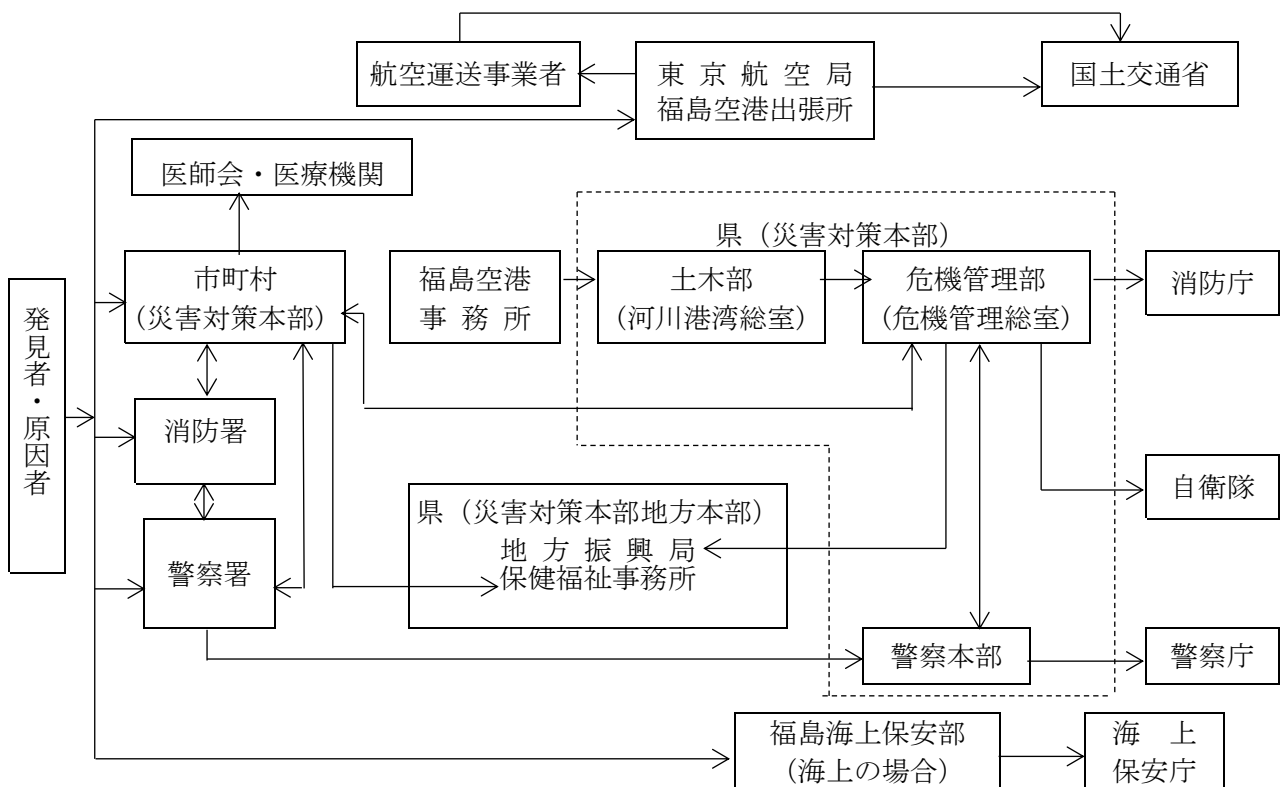 航空運送事業者
東京航空局
福島空港出張所
国土交通省
医師会・医療機関
県（災害対策本部）
市町村
（災害対策本部）
福島空港
事務所
土木部
（河川港湾総室）
危機管理部
（危機管理総室）
消防庁
発見者・原因者
消防署
自衛隊
県（災害対策本部地方本部）
地方振興局
保健福祉事務所
警察署
警察本部
警察庁
福島海上保安部
（海上の場合）
海上
保安庁